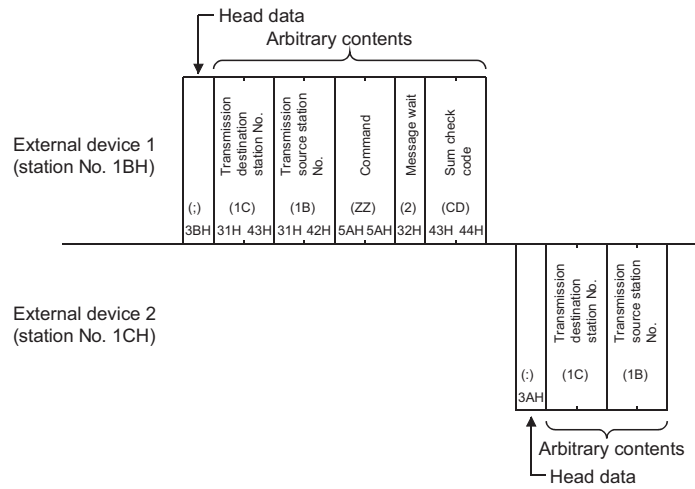 Head data
Arbitrary contents
External device 1
(station No. 1BH)
Transmission
destination
station No.
Transmission
source station
No.
Command
Message wait
Sum check
code
(;) (1C) (1B) (ZZ) (2) (CD)
3BH 31H 43H 31H 42H 5AH 5AH 32H 43H 44H
External device 2
(station No. 1CH)
Transmission
destination
station No.
Transmission
source station
No.
(:) (1C) (1B)
3AH
Arbitrary contents
Head data